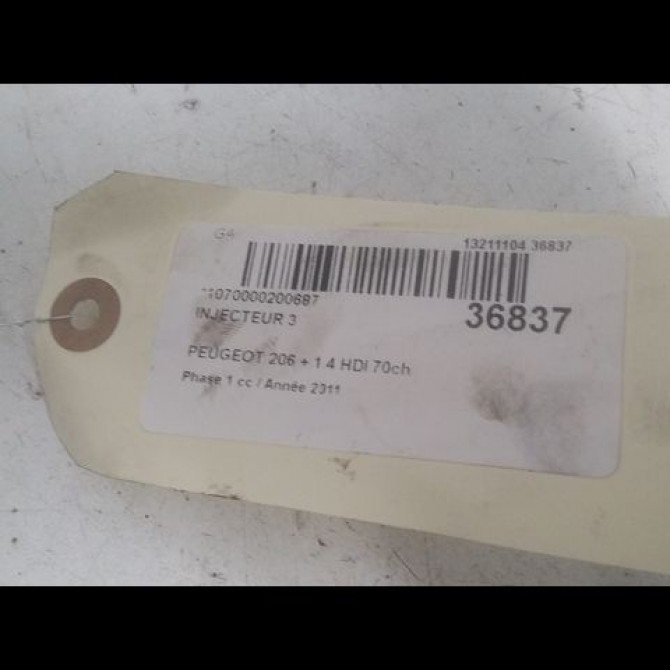 G4
13211104 36837
11070000200687
INJECTEUR 3
36837
PEUGEOT 206 + 1 4 HDI 70ch
Phase 1 cc / Année 2011